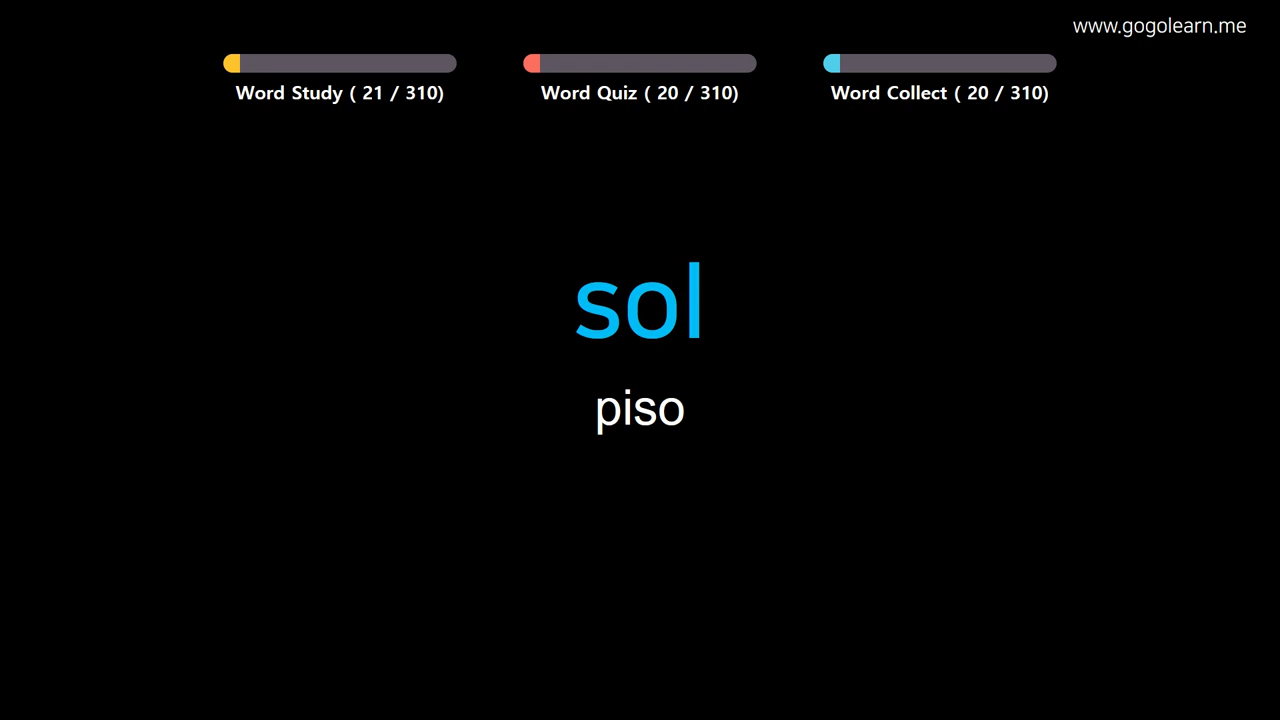 www.gogolearn.me
Word Study ( 21 / 310)
Word Quiz ( 20 / 310)
Word Collect ( 20 / 310)
sol
piso